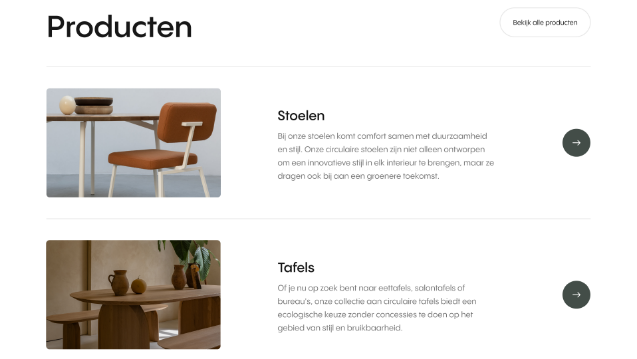 Producten
Bekijk alle producten
Stoelen
Bij onze stoelen komt comfort samen met duurzaamheid
en stijl. Onze circulaire stoelen zijn niet alleen ontworpen
om een innovatieve stijl in elk interieur te brengen, maar ze
dragen ook bij aan een groenere toekomst.
Tafels
Of je nu op zoek bent naar eettafels, salontafels of
bureau's, onze collectie aan circulaire tafels biedt een
ecologische keuze zonder concessies te doen op het
gebied van stijl en bruikbaarheid.